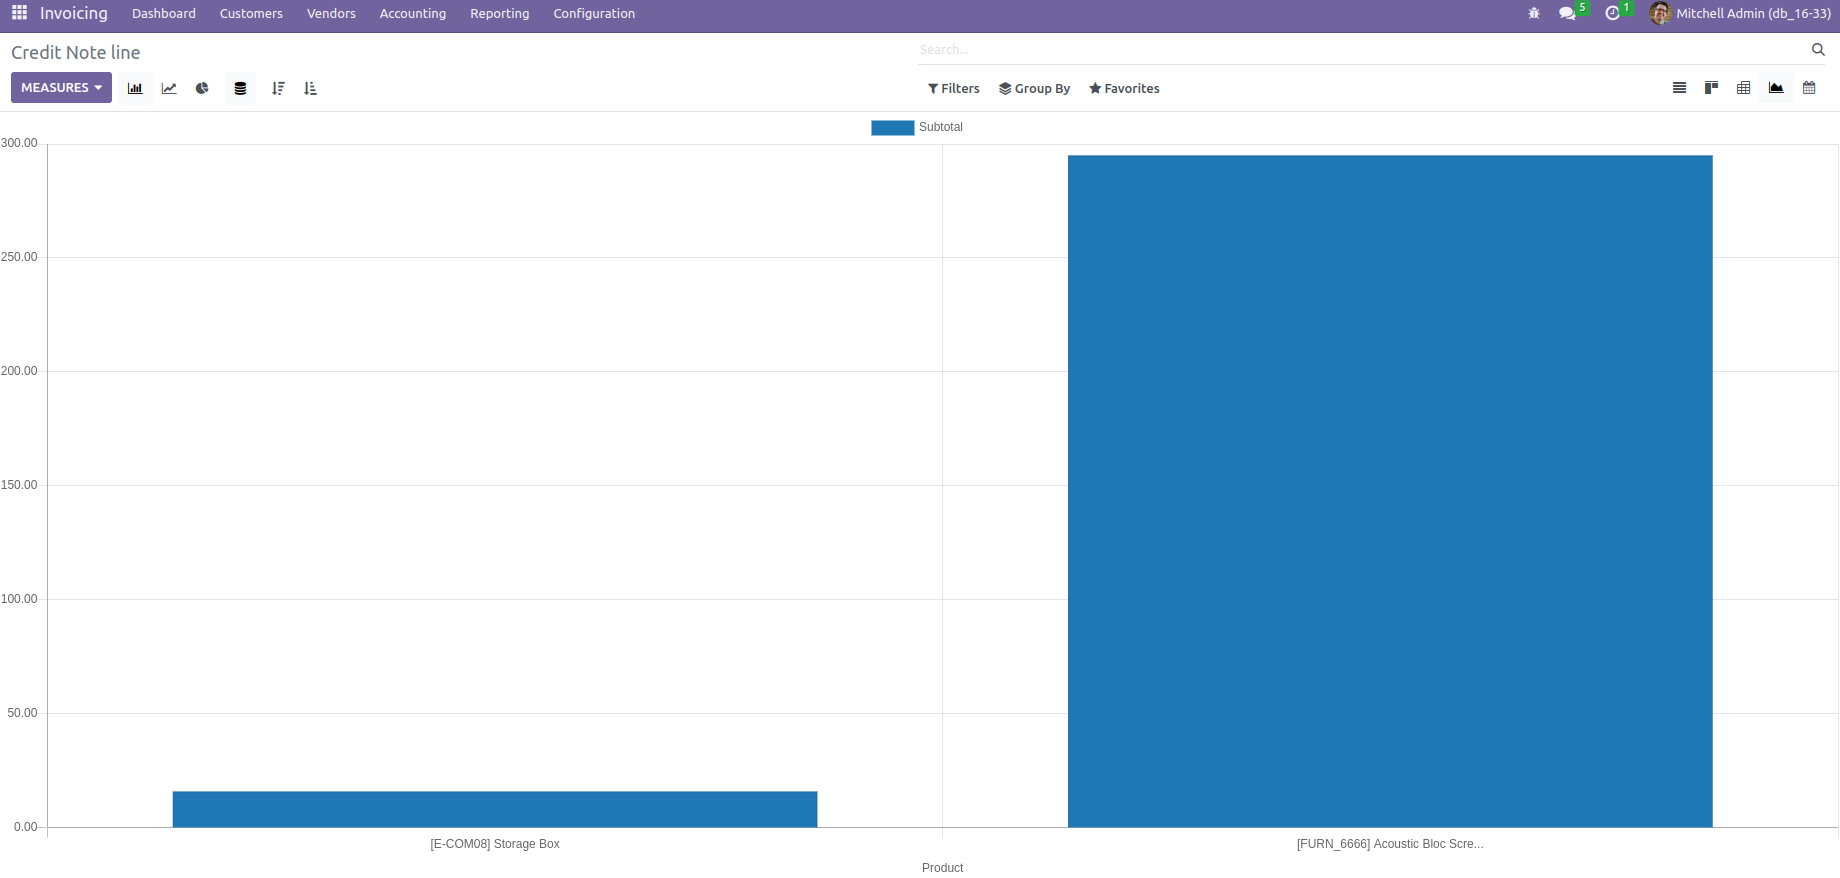 Invoicing Dashboard Customers Vendors Accounting Reporting Configuration 5 1 Mitchell Admin (db_16-33)
Credit Note line
Search...
MEASURES Filters Group By Favorites
Subtotal
300.00
250.00
200.00
150.00
100.00
50.00
0.00
[E-COM08] Storage Box [FURN_6666] Acoustic Bloc Scre...
Product